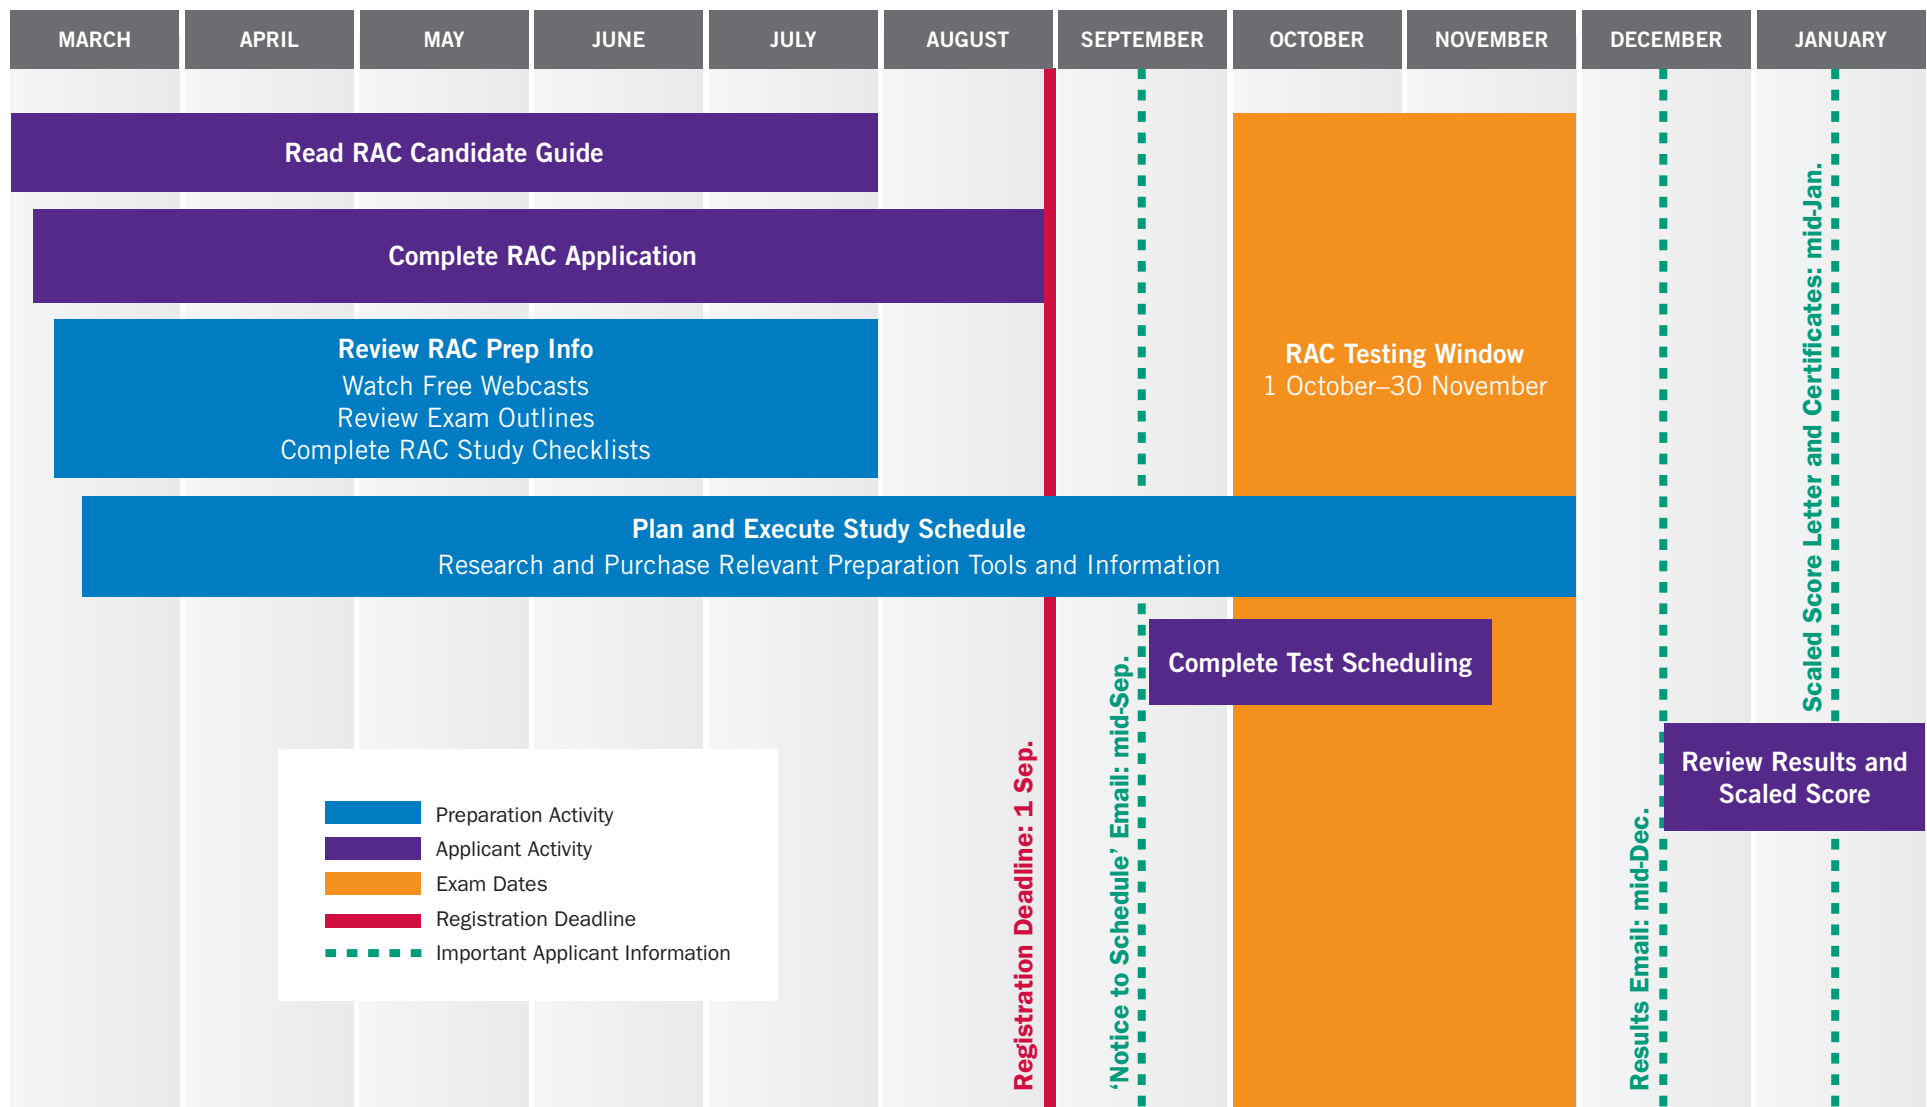 MARCH APRIL MAY JUNE JULY AUGUST SEPTEMBER OCTOBER NOVEMBER DECEMBER JANUARY
Read RAC Candidate Guide
Complete RAC Application
Review RAC Prep Info
Watch Free Webcasts
Review Exam Outlines
Complete RAC Study Checklists
RAC Testing Window
1 October–30 November
Plan and Execute Study Schedule
Research and Purchase Relevant Preparation Tools and Information
Complete Test Scheduling
Review Results and
Scaled Score
Registration Deadline: 1 Sep.
‘Notice to Schedule’ Email: mid-Sep.
Results Email: mid-Dec.
Scaled Score Letter and Certificates: mid-Jan.
Preparation Activity
Applicant Activity
Exam Dates
Registration Deadline
Important Applicant Information